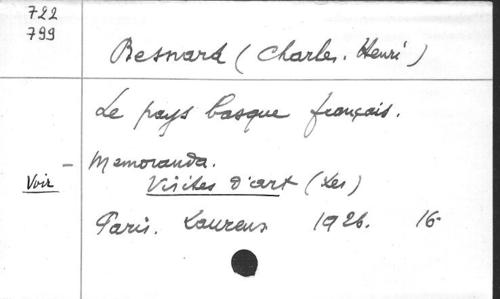 722
799
Besnard (Charles. Henri)
Le pays basque français.
– Memoranda.
Voir Visites d'art (Les)
Paris. Laurens 1926. 16-